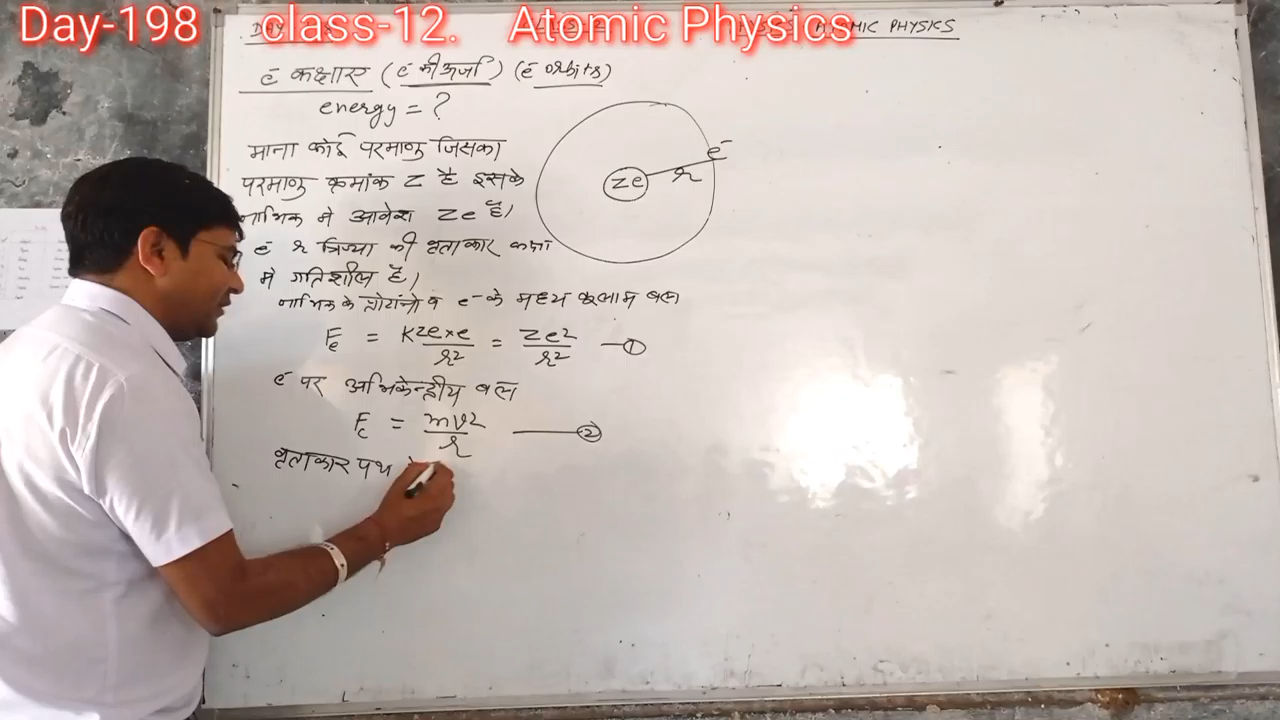 Day-198 class-12. Atomic Physics
ATOMIC PHYSICS
e⁻ कक्षाए (e⁻ की ऊर्जा) (e⁻ orbits)
energy = ?
माना कोई परमाणु जिसका
परमाणु क्रमांक Z है इसके
नाभिक मे आवेश Ze है।
e⁻ r त्रिज्या की वृताकार कक्षा
मे गतिशील है।
Ze r e⁻
नाभिक के प्रोटोनो व e⁻ के मध्य कूलाम बल
Fe = KZe×e/r² = Ze²/r² —①
e⁻ पर अभिकेन्द्रीय बल
Fc = mv²/r —②
वृताकार पथ